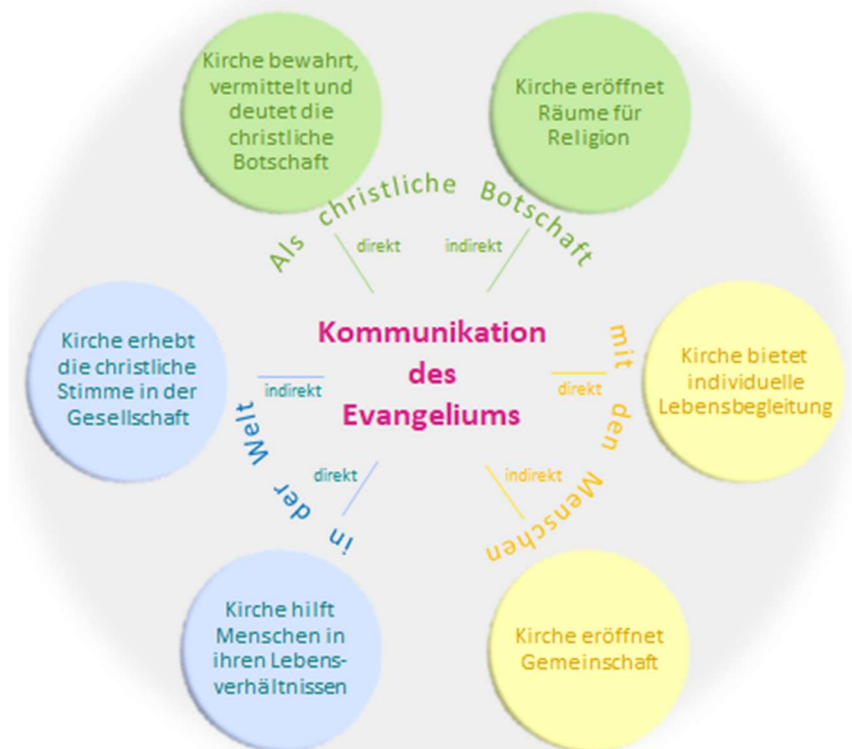 Kirche bewahrt,
vermittelt und
deutet die
christliche
Botschaft
Kirche eröffnet
Räume für
Religion
Als christliche Botschaft
direkt
indirekt
Kirche erhebt
die christliche
Stimme in der
Gesellschaft
indirekt
Kommunikation
des
Evangeliums
direkt
mit den Menschen
Kirche bietet
individuelle
Lebensbegleitung
in der Welt
direkt
indirekt
Kirche hilft
Menschen in
ihren Lebens-
verhältnissen
Kirche eröffnet
Gemeinschaft